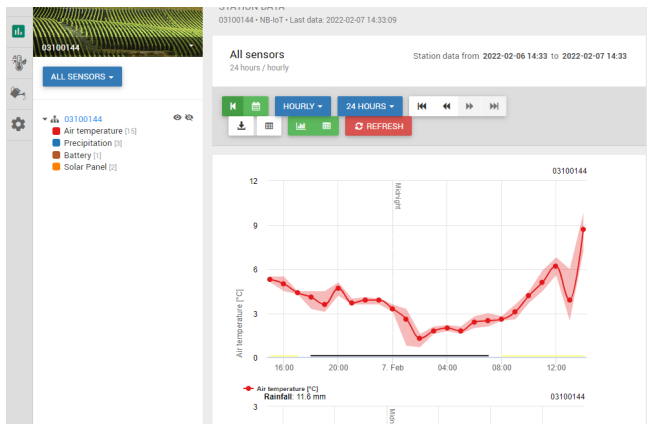 STATION DATA
03100144 • NB-IoT • Last data: 2022-02-07 14:33:09
03100144
ALL SENSORS
03100144
Air temperature [15]
Precipitation [3]
Battery [1]
Solar Panel [2]
All sensors
24 hours / hourly
Station data from 2022-02-06 14:33 to 2022-02-07 14:33
HOURLY
24 HOURS
REFRESH
03100144
12
9
6
3
0
Air temperature [°C]
Midnight
16:00
20:00
7. Feb
04:00
08:00
12:00
Air temperature [°C]
Rainfall: 11.6 mm
03100144
3